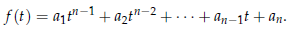 f(t) = a₁tⁿ⁻¹ + a₂tⁿ⁻² + ⋯ + aₙ₋₁t + aₙ.